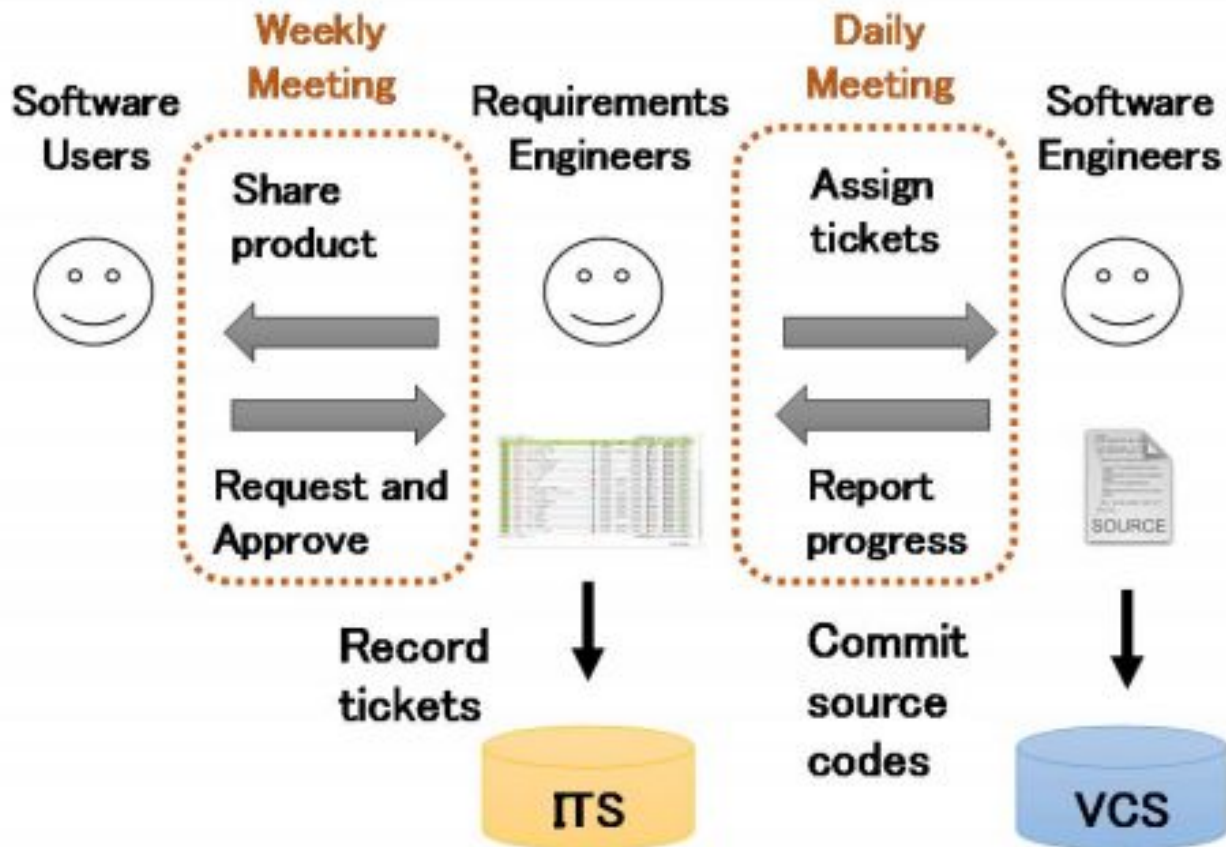 Weekly
Meeting
Daily
Meeting
Software
Users
Requirements
Engineers
Software
Engineers
Share
product
Assign
tickets
Request and
Approve
Report
progress
SOURCE
Record
tickets
Commit
source
codes
ITS
VCS